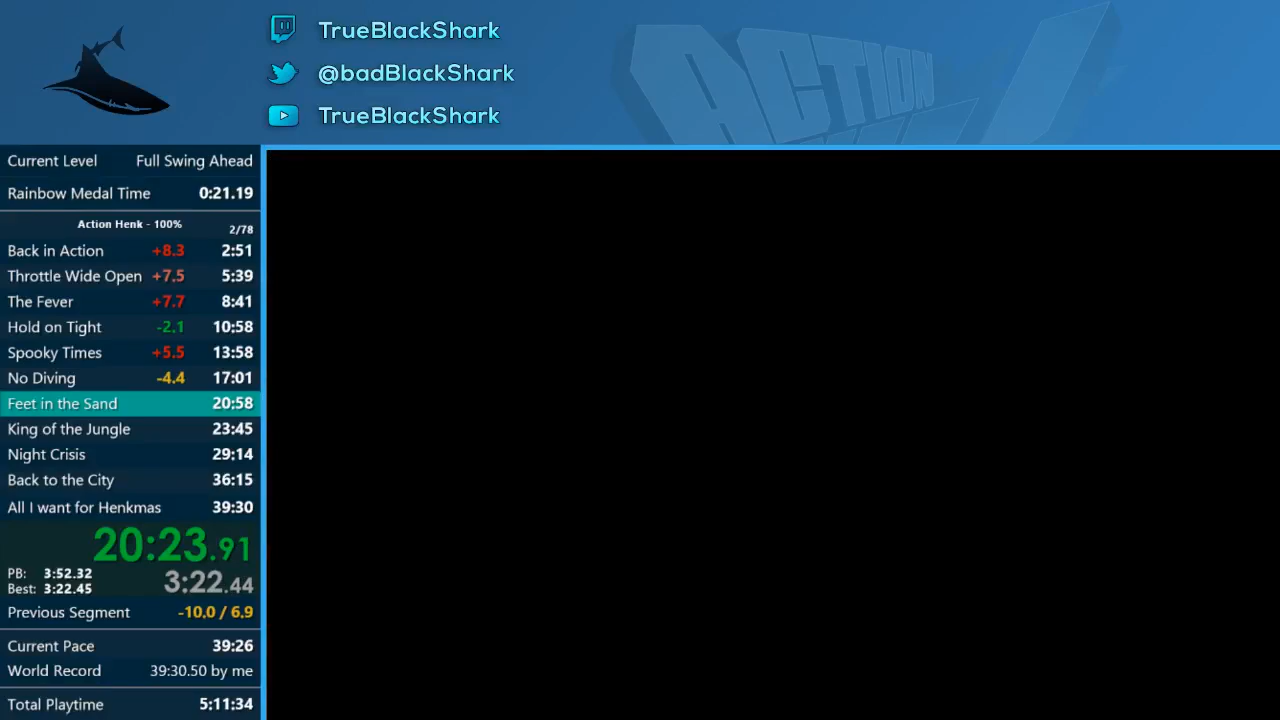 TrueBlackShark
@badBlackShark
TrueBlackShark
ACTION
Current Level Full Swing Ahead
Rainbow Medal Time 0:21.19
Action Henk - 100% 2/78
Back in Action +8.3 2:51
Throttle Wide Open +7.5 5:39
The Fever +7.7 8:41
Hold on Tight -2.1 10:58
Spooky Times +5.5 13:58
No Diving -4.4 17:01
Feet in the Sand 20:58
King of the Jungle 23:45
Night Crisis 29:14
Back to the City 36:15
All I want for Henkmas 39:30
20:23.91
PB: 3:52.32
Best: 3:22.45
3:22.44
Previous Segment -10.0 / 6.9
Current Pace 39:26
World Record 39:30.50 by me
Total Playtime 5:11:34